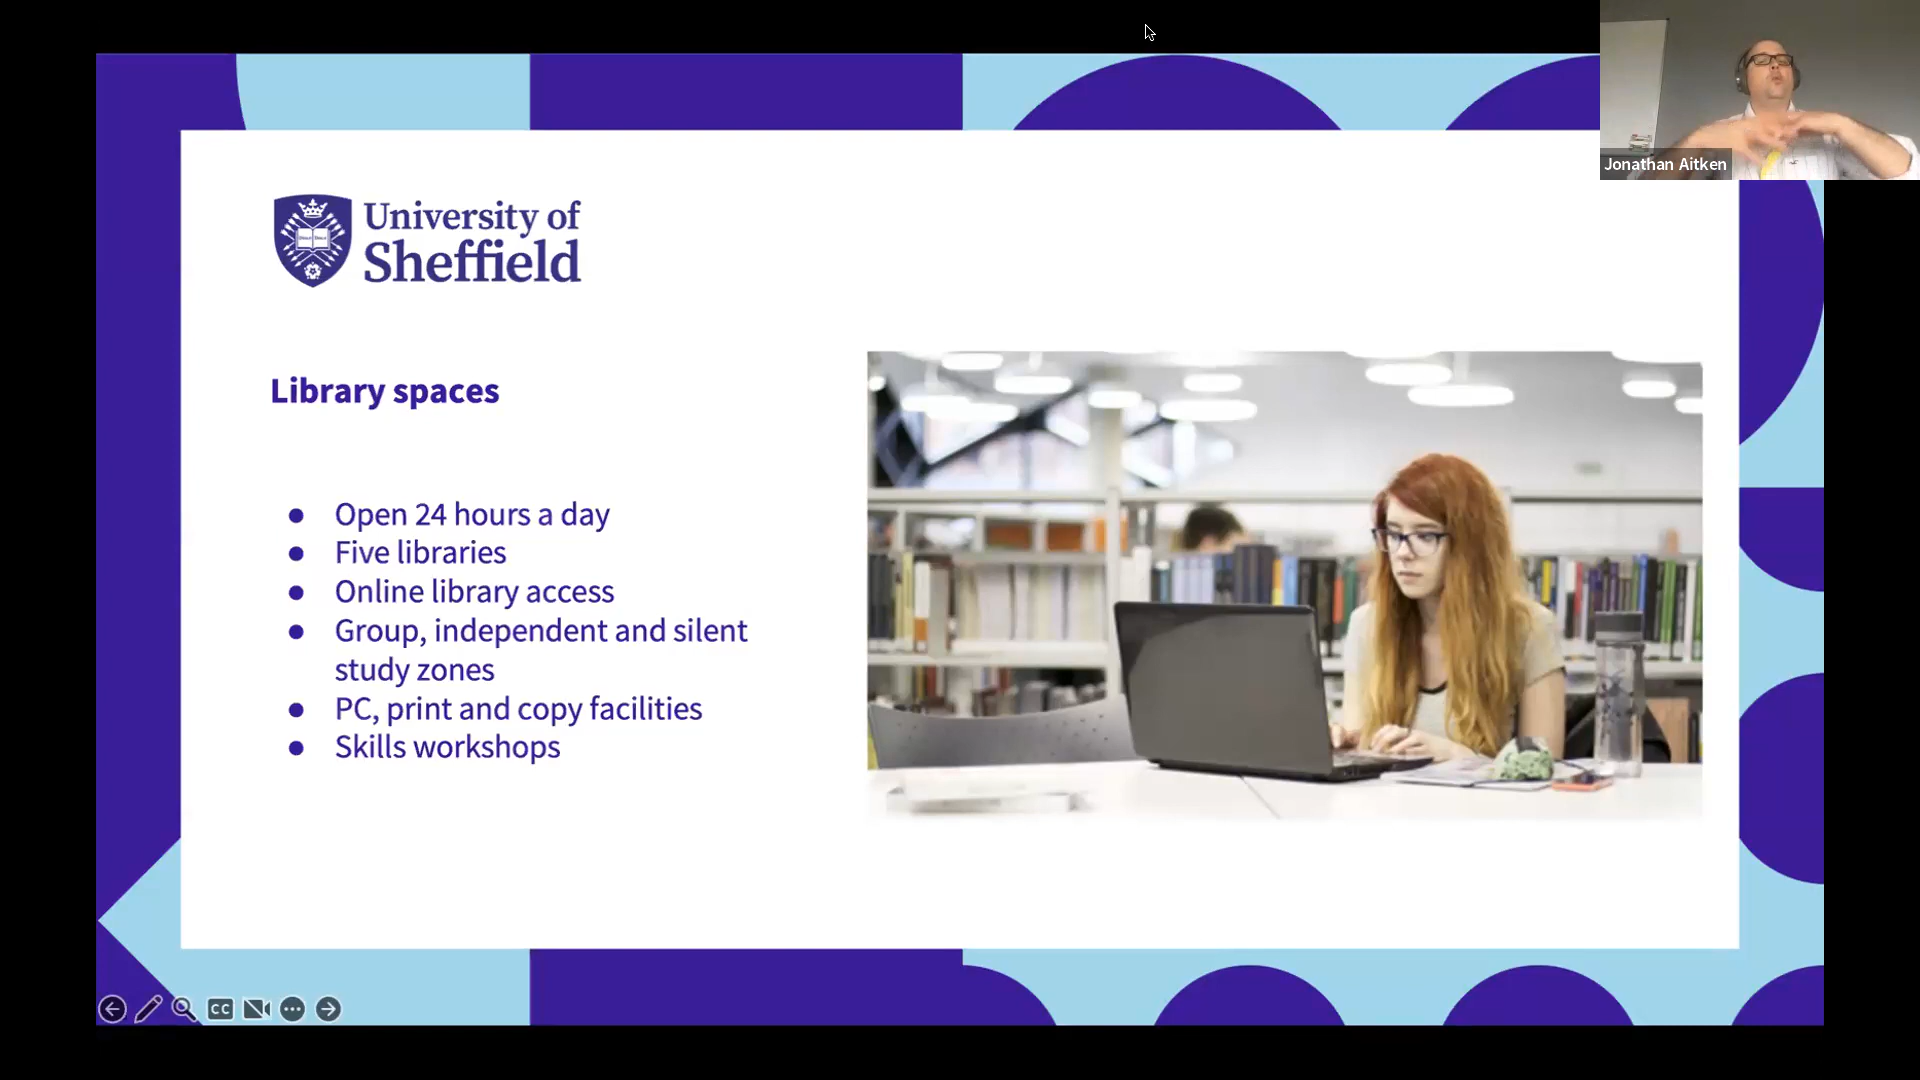 Jonathan Aitken
University of
Sheffield
Library spaces
● Open 24 hours a day
● Five libraries
● Online library access
● Group, independent and silent
study zones
● PC, print and copy facilities
● Skills workshops
CC